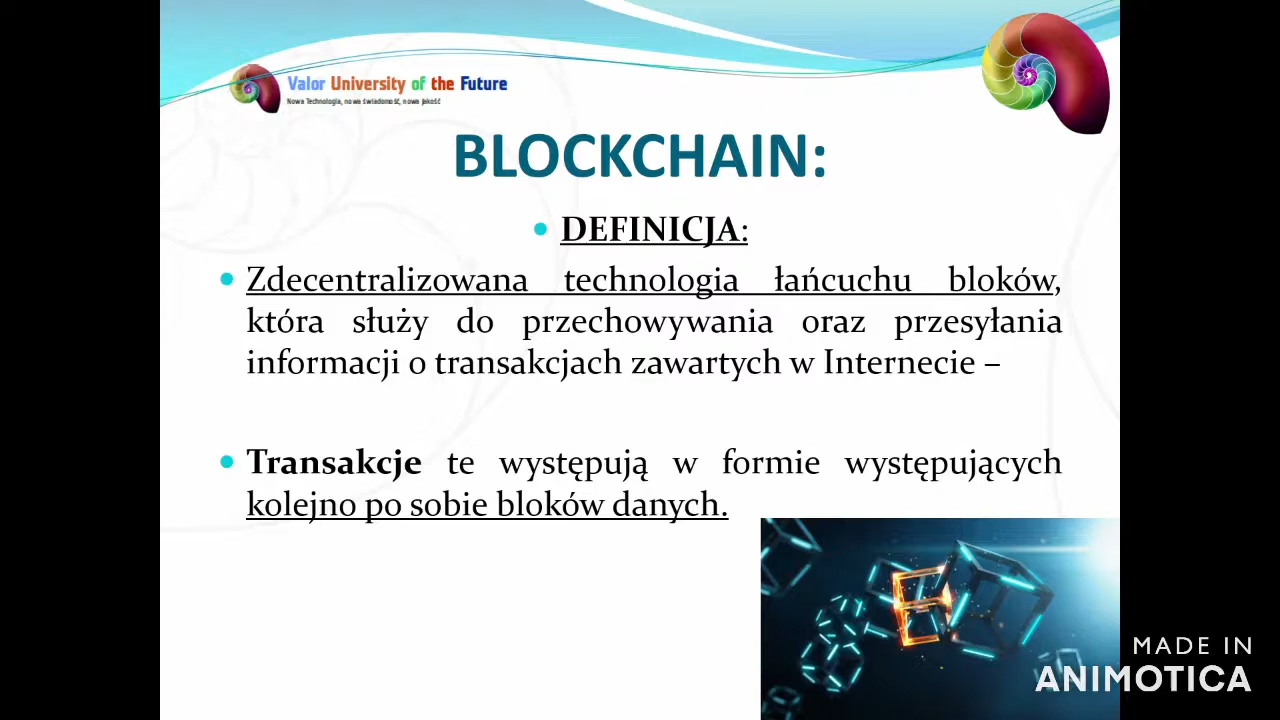 Valor University of the Future
Nowa Technologia, nowa świadomość, nowa jakość
BLOCKCHAIN:
• DEFINICJA:
• Zdecentralizowana technologia łańcuchu bloków,
która służy do przechowywania oraz przesyłania
informacji o transakcjach zawartych w Internecie –
• Transakcje te występują w formie występujących
kolejno po sobie bloków danych.
MADE IN
ANIMOTICA